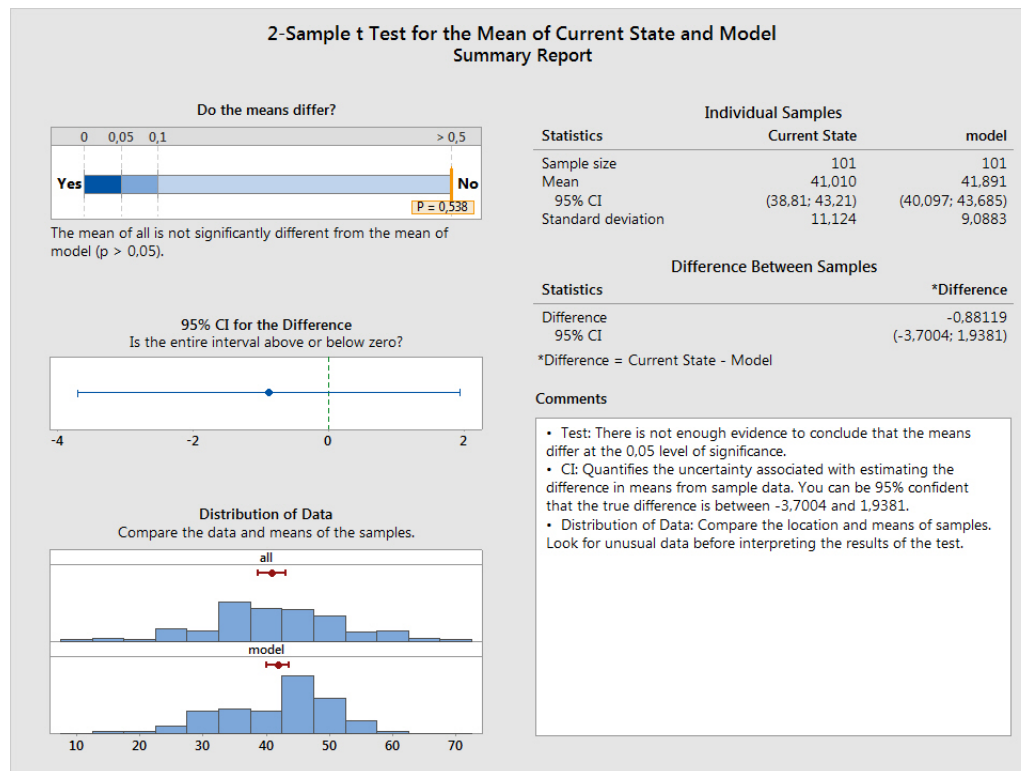 2-Sample t Test for the Mean of Current State and Model
Summary Report
Do the means differ?
0 0,05 0,1 > 0,5
Yes No
P = 0,538
The mean of all is not significantly different from the mean of
model (p > 0,05).
95% CI for the Difference
Is the entire interval above or below zero?
-4 -2 0 2
Distribution of Data
Compare the data and means of the samples.
all
model
10 20 30 40 50 60 70
Individual Samples
Statistics Current State model
Sample size 101 101
Mean 41,010 41,891
95% CI (38,81; 43,21) (40,097; 43,685)
Standard deviation 11,124 9,0883
Difference Between Samples
Statistics *Difference
Difference -0,88119
95% CI (-3,7004; 1,9381)
*Difference = Current State - Model
Comments
• Test: There is not enough evidence to conclude that the means
differ at the 0,05 level of significance.
• CI: Quantifies the uncertainty associated with estimating the
difference in means from sample data. You can be 95% confident
that the true difference is between -3,7004 and 1,9381.
• Distribution of Data: Compare the location and means of samples.
Look for unusual data before interpreting the results of the test.